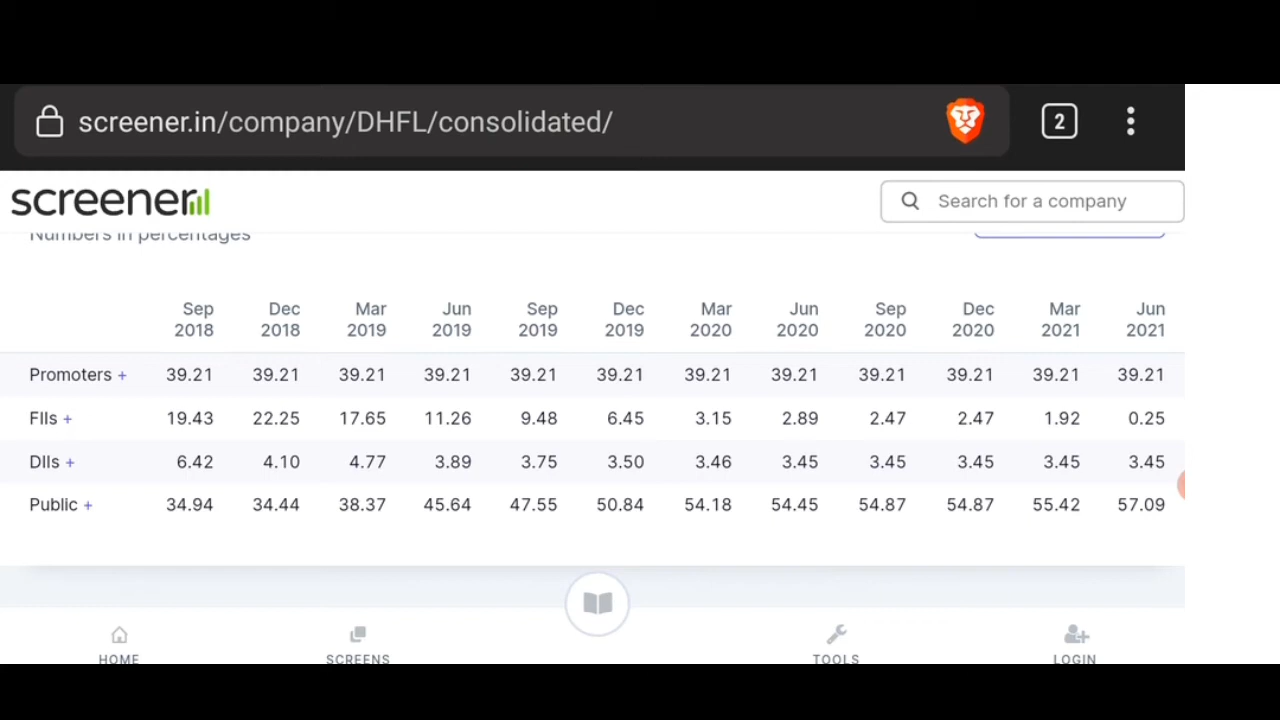 screener.in/company/DHFL/consolidated/
2
screener
Search for a company
Numbers in percentages
Sep 2018 Dec 2018 Mar 2019 Jun 2019 Sep 2019 Dec 2019 Mar 2020 Jun 2020 Sep 2020 Dec 2020 Mar 2021 Jun 2021
Promoters + 39.21 39.21 39.21 39.21 39.21 39.21 39.21 39.21 39.21 39.21 39.21 39.21
FIIs + 19.43 22.25 17.65 11.26 9.48 6.45 3.15 2.89 2.47 2.47 1.92 0.25
DIIs + 6.42 4.10 4.77 3.89 3.75 3.50 3.46 3.45 3.45 3.45 3.45 3.45
Public + 34.94 34.44 38.37 45.64 47.55 50.84 54.18 54.45 54.87 54.87 55.42 57.09
HOME SCREENS TOOLS LOGIN